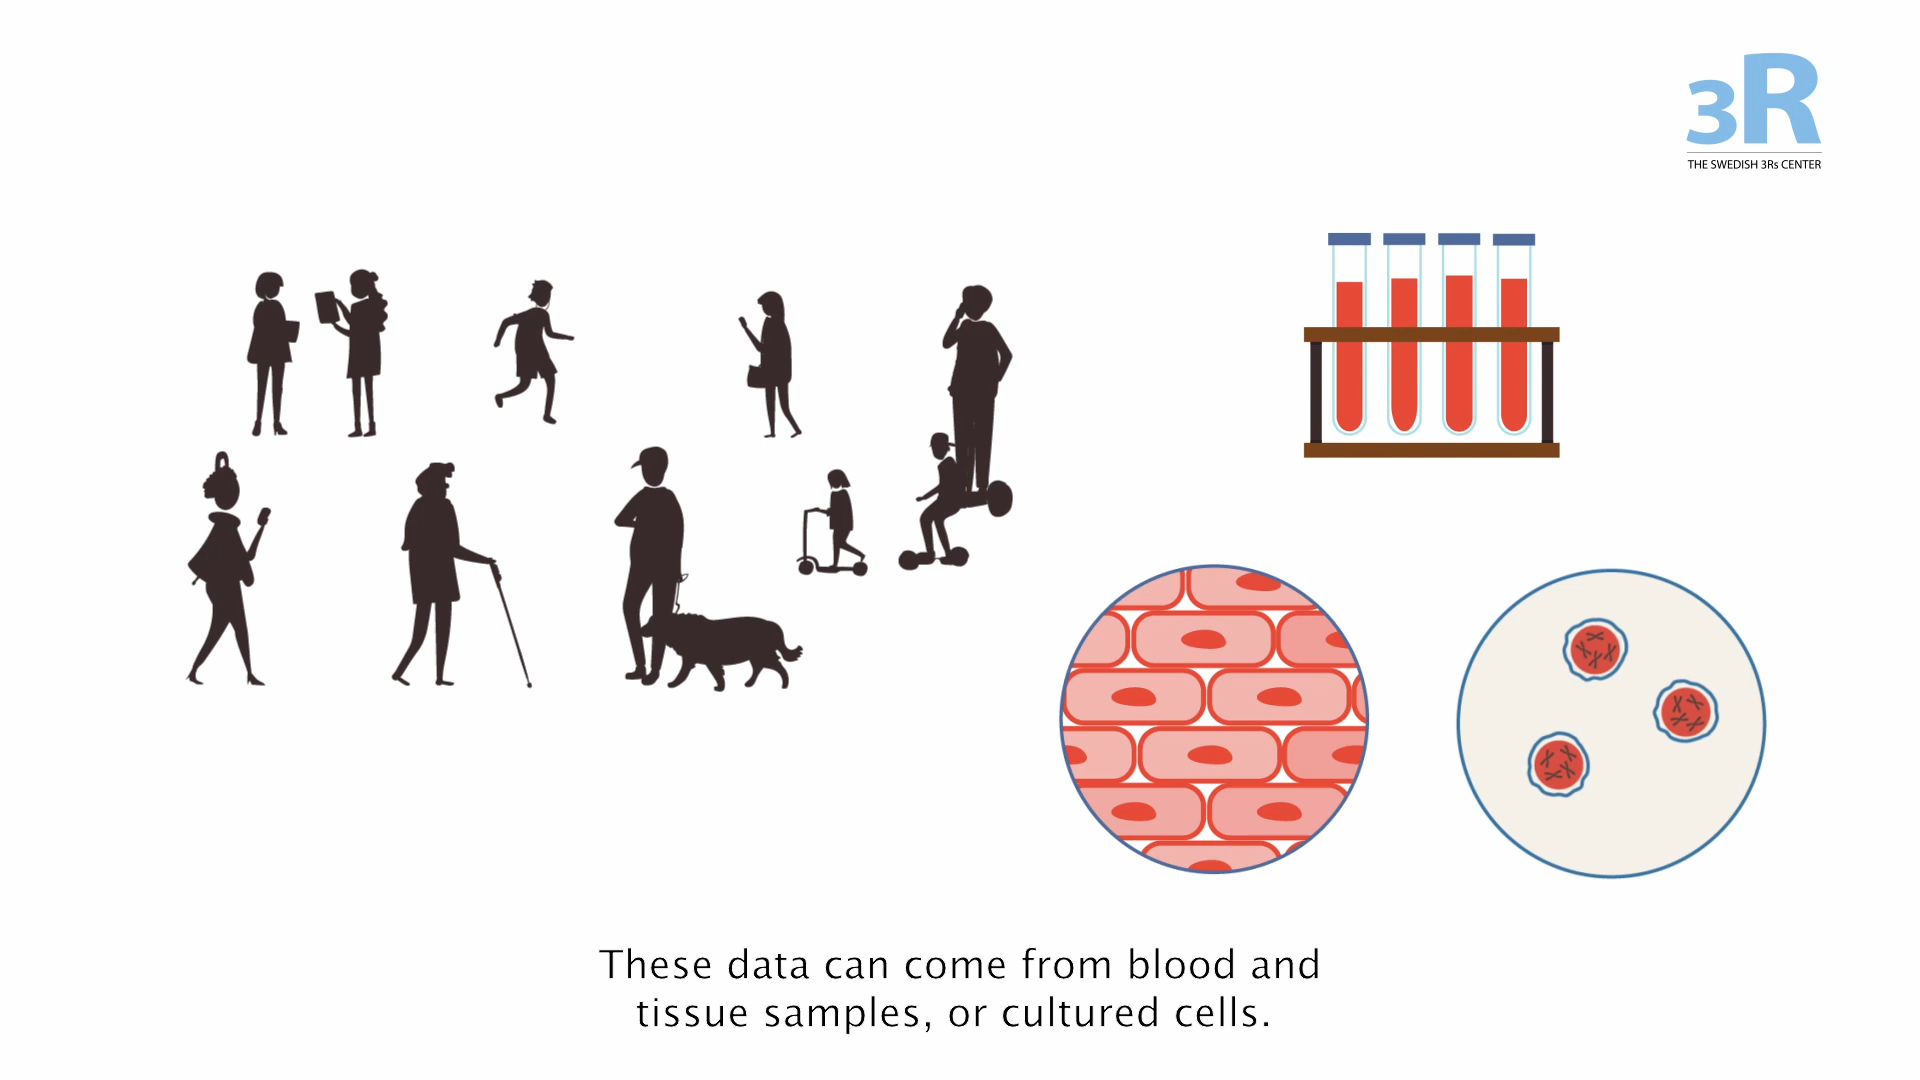 3R
THE SWEDISH 3Rs CENTER
These data can come from blood and
tissue samples, or cultured cells.